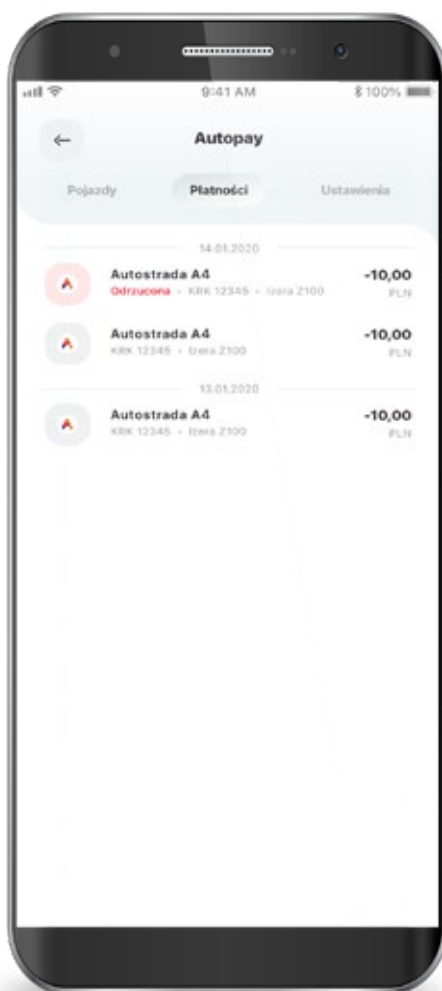 9:41 AM 100%
Autopay
Pojazdy Płatności Ustawienia
14.01.2020
Autostrada A4 -10,00
Odrzucona • KRK 12345 • Izera Z100 PLN
Autostrada A4 -10,00
KRK 12345 • Izera Z100 PLN
13.01.2020
Autostrada A4 -10,00
KRK 12345 • Izera Z100 PLN